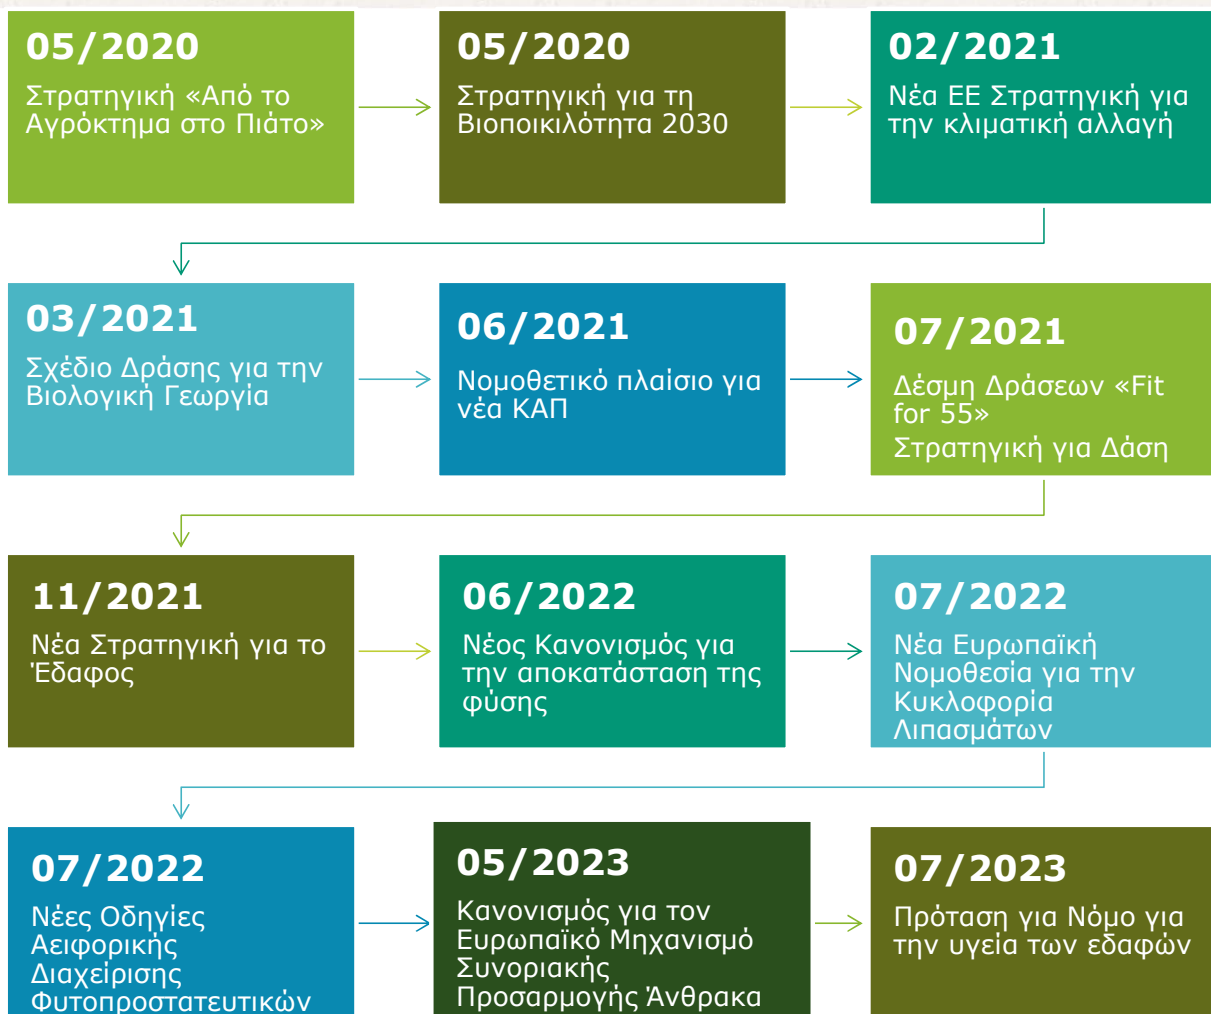 05/2020
Στρατηγική «Από το
Αγρόκτημα στο Πιάτο»
05/2020
Στρατηγική για τη
Βιοποικιλότητα 2030
02/2021
Νέα ΕΕ Στρατηγική για
την κλιματική αλλαγή
03/2021
Σχέδιο Δράσης για την
Βιολογική Γεωργία
06/2021
Νομοθετικό πλαίσιο για
νέα ΚΑΠ
07/2021
Δέσμη Δράσεων «Fit
for 55»
Στρατηγική για Δάση
11/2021
Νέα Στρατηγική για το
Έδαφος
06/2022
Νέος Κανονισμός για
την αποκατάσταση της
φύσης
07/2022
Νέα Ευρωπαϊκή
Νομοθεσία για την
Κυκλοφορία
Λιπασμάτων
07/2022
Νέες Οδηγίες
Αειφορικής
Διαχείρισης
Φυτοπροστατευτικών
05/2023
Κανονισμός για τον
Ευρωπαϊκό Μηχανισμό
Συνοριακής
Προσαρμογής Άνθρακα
07/2023
Πρόταση για Νόμο για
την υγεία των εδαφών